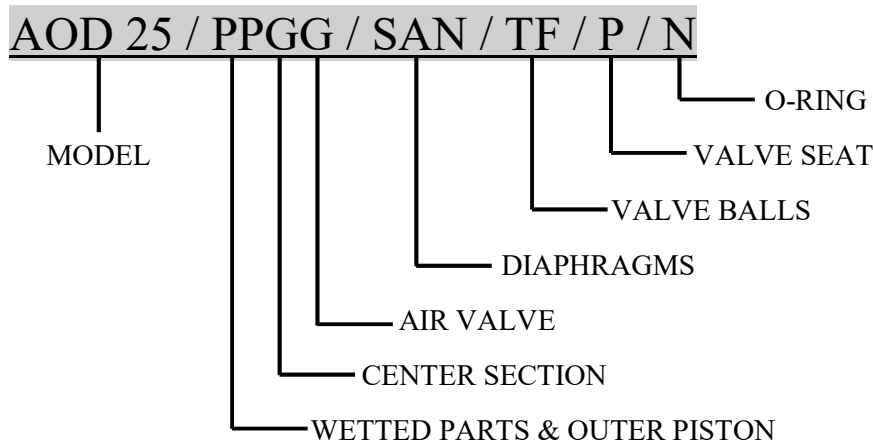 AOD 25 / PPGG / SAN / TF / P / N
O-RING
MODEL
VALVE SEAT
VALVE BALLS
DIAPHRAGMS
AIR VALVE
CENTER SECTION
WETTED PARTS & OUTER PISTON